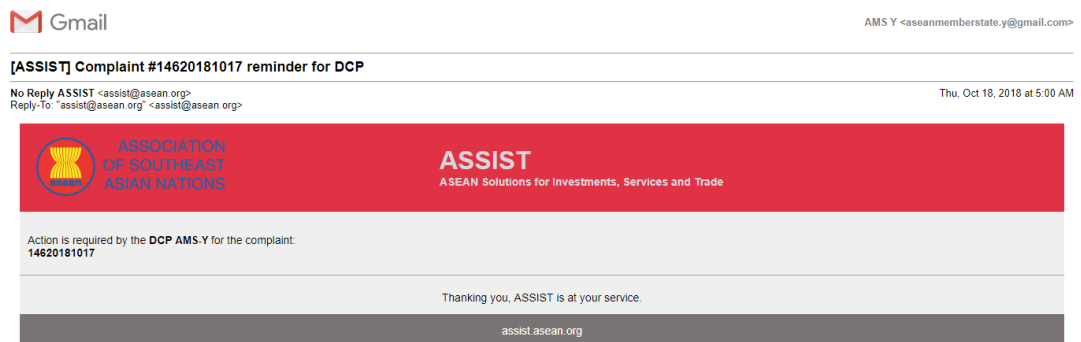 Gmail
AMS Y <aseanmemberstate.y@gmail.com>
[ASSIST] Complaint #14620181017 reminder for DCP
No Reply ASSIST <assist@asean.org>
Thu, Oct 18, 2018 at 5:00 AM
Reply-To: "assist@asean.org" <assist@asean.org>
asean
ASSOCIATION
OF SOUTHEAST
ASIAN NATIONS
ASSIST
ASEAN Solutions for Investments, Services and Trade
Action is required by the DCP AMS-Y for the complaint:
14620181017
Thanking you, ASSIST is at your service.
assist.asean.org